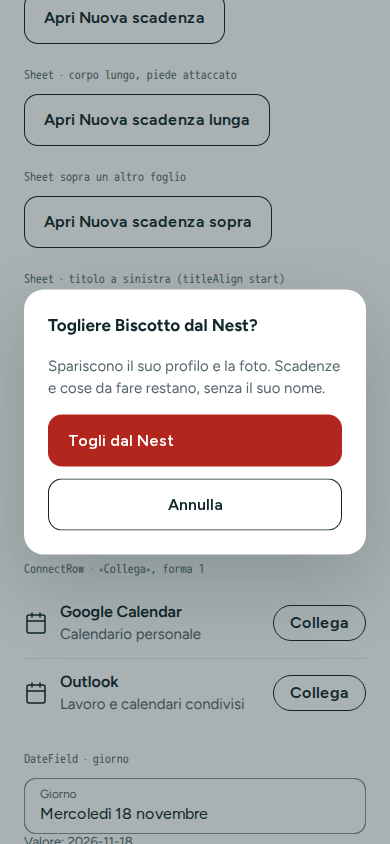 Apri Nuova scadenza
Sheet · corpo lungo, piede attaccato
Apri Nuova scadenza lunga
Sheet sopra un altro foglio
Apri Nuova scadenza sopra
Sheet · titolo a sinistra (titleAlign start)
Togliere Biscotto dal Nest?
Spariscono il suo profilo e la foto. Scadenze
e cose da fare restano, senza il suo nome.
Togli dal Nest
Annulla
ConnectRow · «Collega», forma 1
Google Calendar
Calendario personale
Collega
Outlook
Lavoro e calendari condivisi
Collega
DateField · giorno
Giorno
Mercoledì 18 novembre
Valore: 2026-11-18